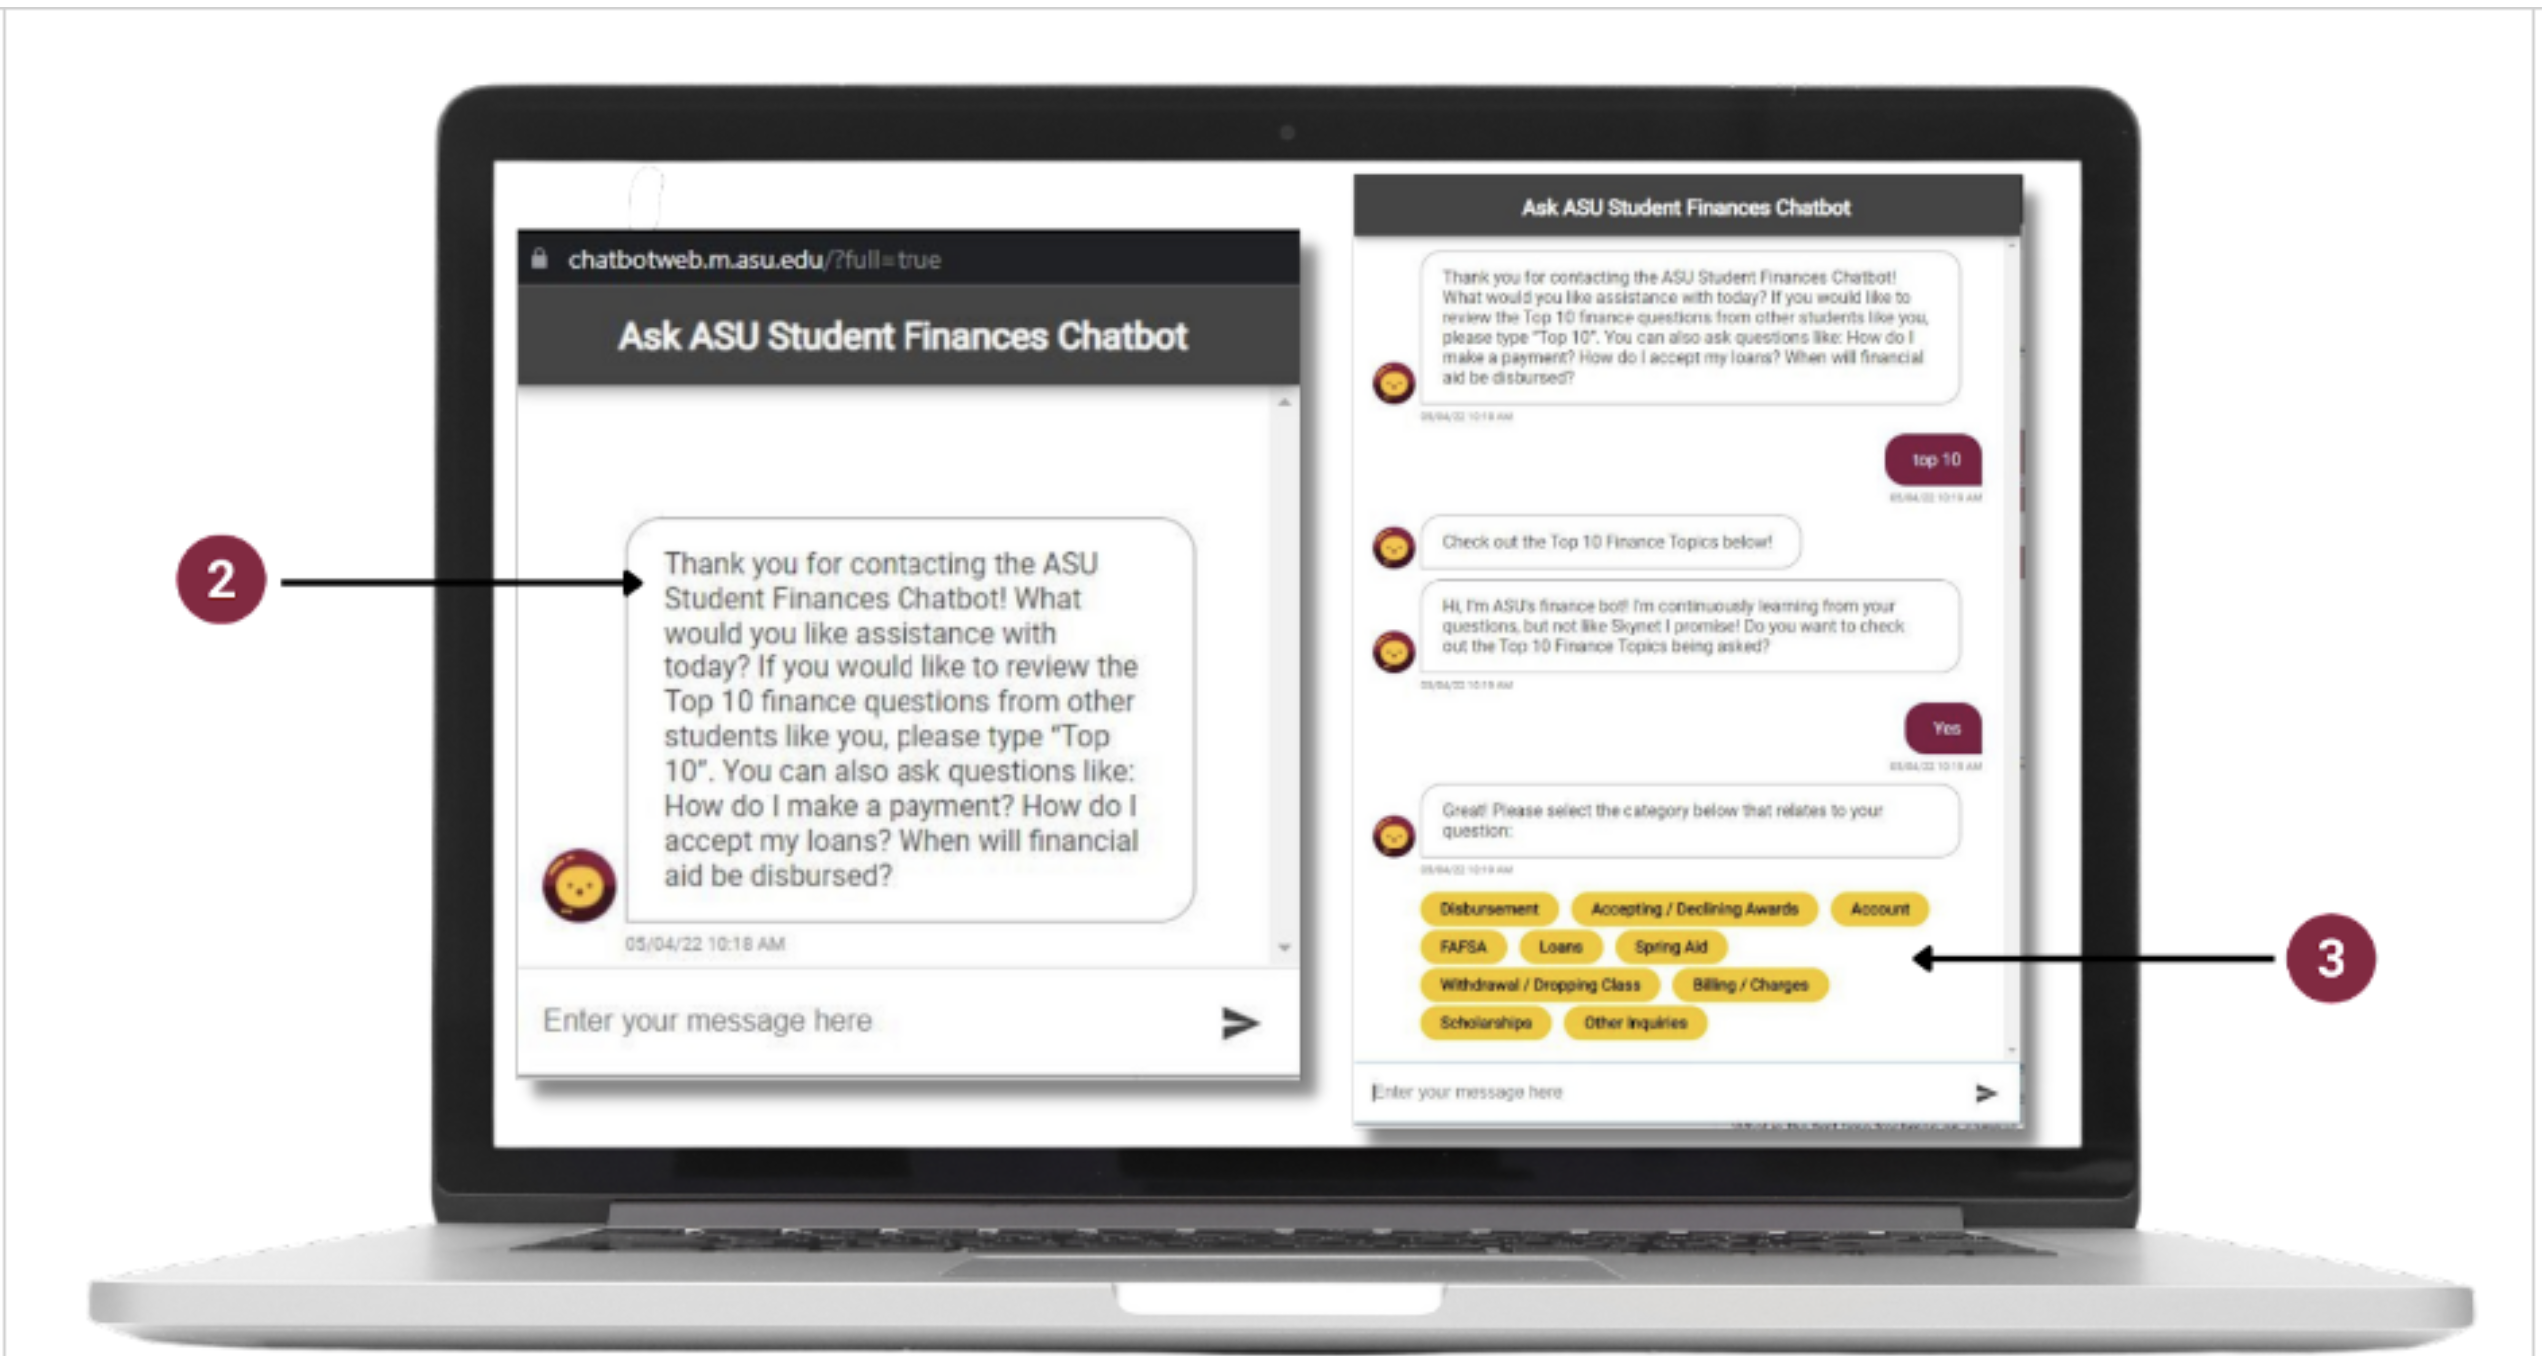 chatbotweb.m.asu.edu/?full=true
Ask ASU Student Finances Chatbot
Thank you for contacting the ASU
Student Finances Chatbot! What
would you like assistance with
today? If you would like to review the
Top 10 finance questions from other
students like you, please type “Top
10”. You can also ask questions like:
How do I make a payment? How do I
accept my loans? When will financial
aid be disbursed?
05/04/22 10:18 AM
Enter your message here
2
Ask ASU Student Finances Chatbot
Thank you for contacting the ASU Student Finances Chatbot!
What would you like assistance with today? If you would like to
review the Top 10 finance questions from other students like you,
please type "Top 10". You can also ask questions like: How do I
make a payment? How do I accept my loans? When will financial
aid be disbursed?
05/04/22 10:18 AM
top 10
05/04/22 10:19 AM
Check out the Top 10 Finance Topics below!
Hi, I'm ASU's finance bot! I'm continuously learning from your
questions, but not like Skynet I promise! Do you want to check
out the Top 10 Finance Topics being asked?
05/04/22 10:19 AM
Yes
05/04/22 10:19 AM
Great! Please select the category below that relates to your
question:
05/04/22 10:19 AM
Disbursement Accepting / Declining Awards Account
FAFSA Loans Spring Aid
Withdrawal / Dropping Class Billing / Charges
Scholarships Other Inquiries
Enter your message here
3